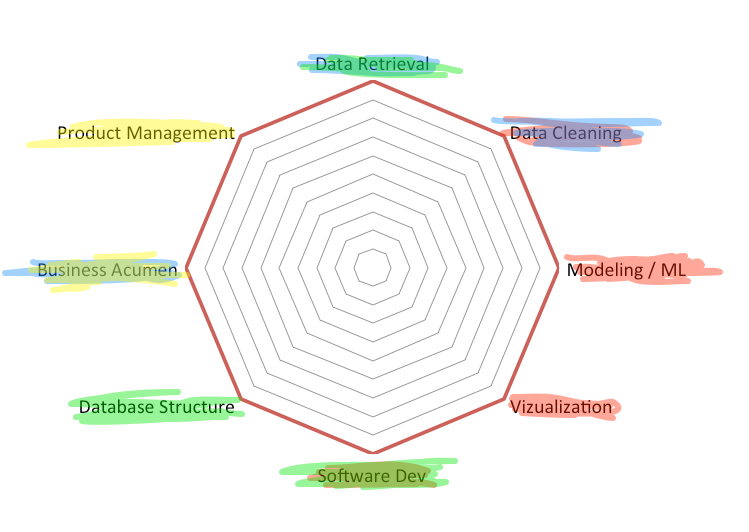 Data Retrieval
Product Management
Data Cleaning
Business Acumen
Modeling / ML
Database Structure
Vizualization
Software Dev